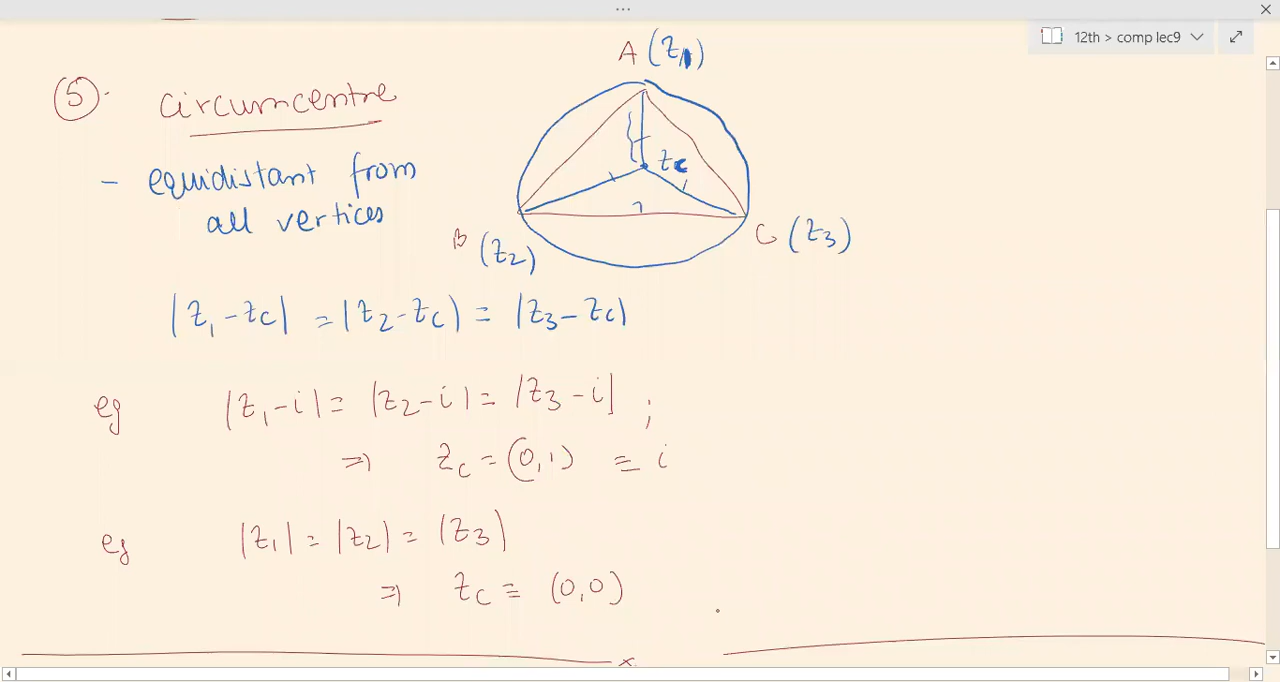 12th > comp lec9
A (z1)
(5). circumcentre
zc
- equidistant from
all vertices
B (z2)
C (z3)
|z1 - zc| = |z2 - zc| = |z3 - zc|
eg |z1 - i| = |z2 - i| = |z3 - i| ;
⇒ zc = (0,1) = i
eg |z1| = |z2| = |z3|
⇒ zc = (0,0)